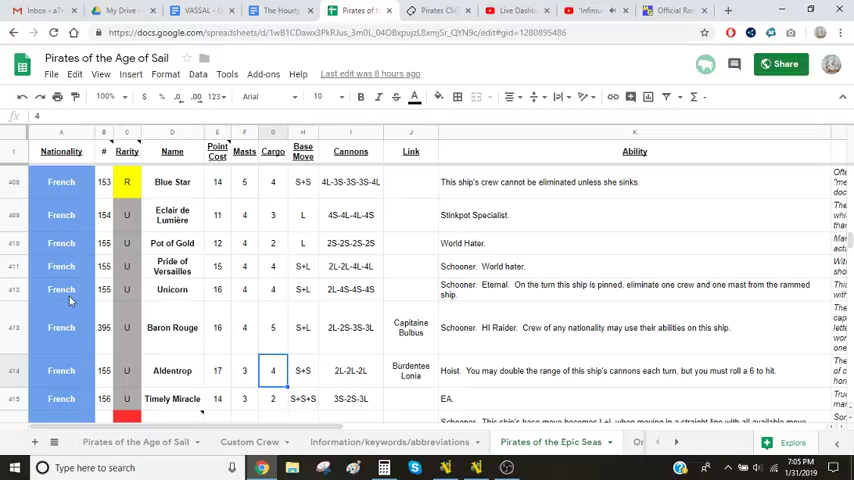 Inbox - a7x
My Drive -
VASSAL - G
The Hourly
Pirates of t
Pirates CSG
Live Dashb
"Infiniu
Official Ra
https://docs.google.com/spreadsheets/d/1wB1CDawx3PkRJus_3m0L_04OBxpujzL8xmjSr_QYN9c/edit#gid=1280895486
Pirates of the Age of Sail
File Edit View Insert Format Data Tools Add-ons Help Last edit was 8 hours ago
Share
100% $ % .0 .00 123 Arial 10 B I S A
fx 4
A B C D E F G H I J K
1 Nationality # Rarity Name Point Cost Masts Cargo Base Move Cannons Link Ability
408 French 153 R Blue Star 14 5 4 S+S 4L-3S-3S-3S-4L This ship's crew cannot be eliminated unless she sinks.
409 French 154 U Eclair de Lumière 11 4 3 L 4S-4L-4L-4S Stinkpot Specialist.
410 French 155 U Pot of Gold 12 4 2 L 2S-2S-2S-2S World Hater.
411 French 155 U Pride of Versailles 15 4 4 S+L 2L-2L-4L-4L Schooner. World hater.
412 French 155 U Unicorn 16 4 4 S+L 2L-4S-4S-4S Schooner. Eternal. On the turn this ship is pinned, eliminate one crew and one mast from the rammed ship.
413 French 395 U Baron Rouge 16 4 5 S+L 2L-2S-3S-3L Capitaine Bulbus Schooner. HI Raider. Crew of any nationality may use their abilities on this ship.
414 French 155 U Aldentrop 17 3 4 S+S 2L-2L-2L Burdentee Lonia Hoist. You may double the range of this ship's cannons each turn, but you must roll a 6 to hit.
415 French 156 U Timely Miracle 14 3 2 S+S+S 3S-2S-3L EA.
Pirates of the Age of Sail
Custom Crew
Information/keywords/abbreviations
Pirates of the Epic Seas
Explore
Type here to search
7:05 PM
1/31/2019